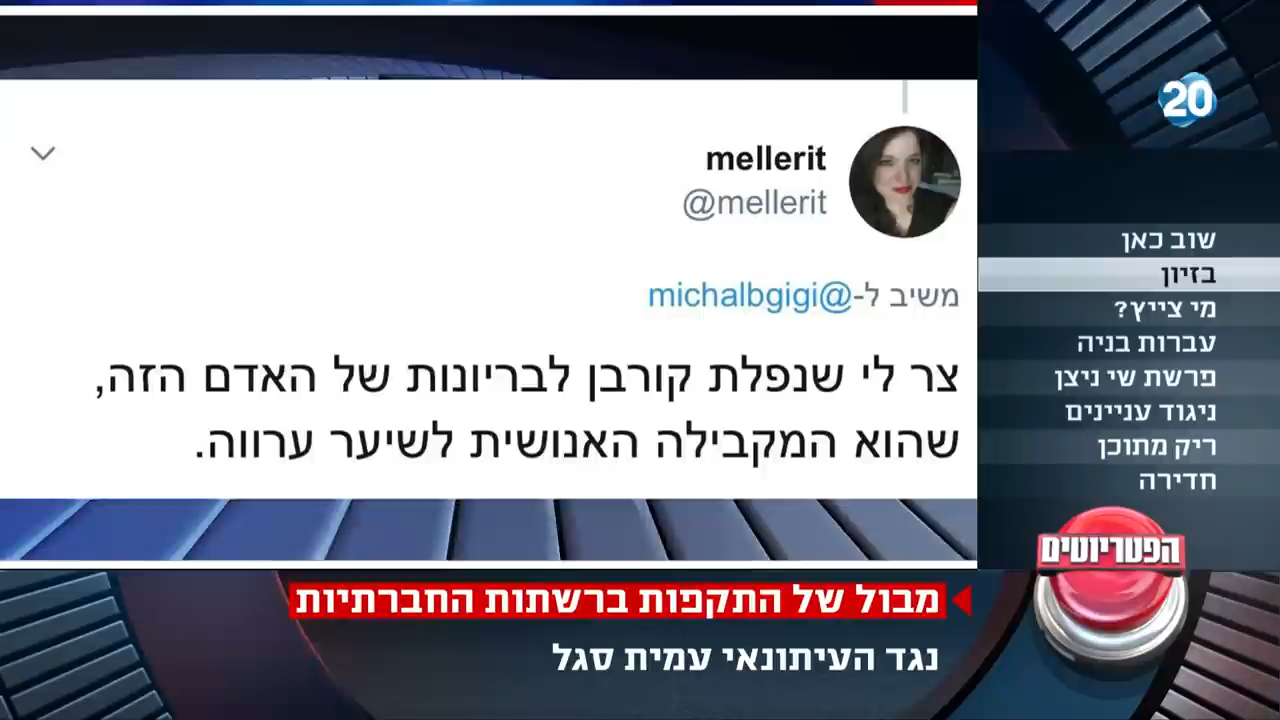 20
mellerit
@mellerit
משיב ל-@michalbgigi
צר לי שנפלת קורבן לבריונות של האדם הזה,
שהוא המקבילה האנושית לשיער ערווה.
שוב כאן
בזיון
מי צייץ?
עברות בניה
פרשת שי ניצן
ניגוד עניינים
ריק מתוכן
חדירה
הפטריוטים
מבול של התקפות ברשתות החברתיות
נגד העיתונאי עמית סגל